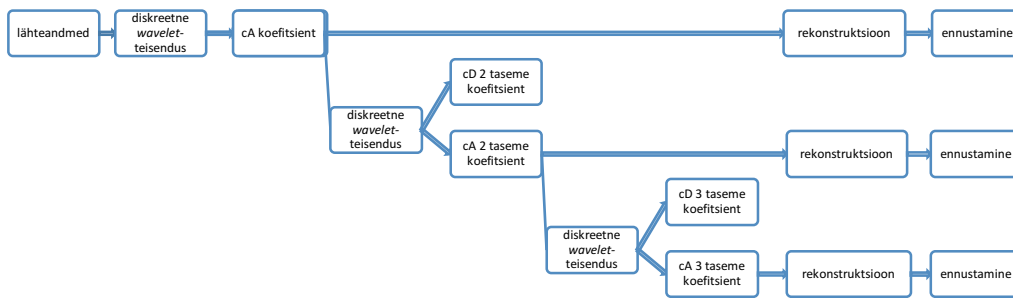 lähteandmed
diskreetne
wavelet-
teisendus
cA koefitsient
rekonstruktsioon
ennustamine
cD 2 taseme
koefitsient
diskreetne
wavelet-
teisendus
cA 2 taseme
koefitsient
rekonstruktsioon
ennustamine
cD 3 taseme
koefitsient
diskreetne
wavelet-
teisendus
cA 3 taseme
koefitsient
rekonstruktsioon
ennustamine